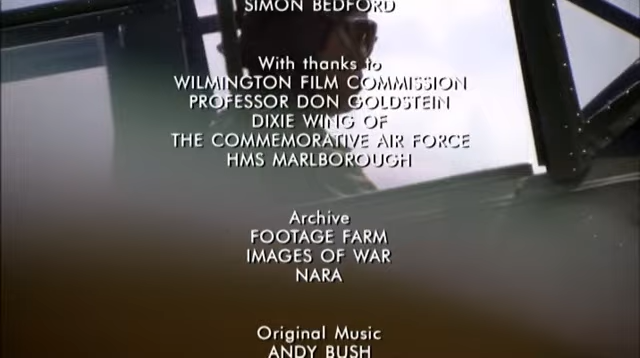 SIMON BEDFORD
With thanks to
WILMINGTON FILM COMMISSION
PROFESSOR DON GOLDSTEIN
DIXIE WING OF
THE COMMEMORATIVE AIR FORCE
HMS MARLBOROUGH
Archive
FOOTAGE FARM
IMAGES OF WAR
NARA
Original Music
ANDY BUSH